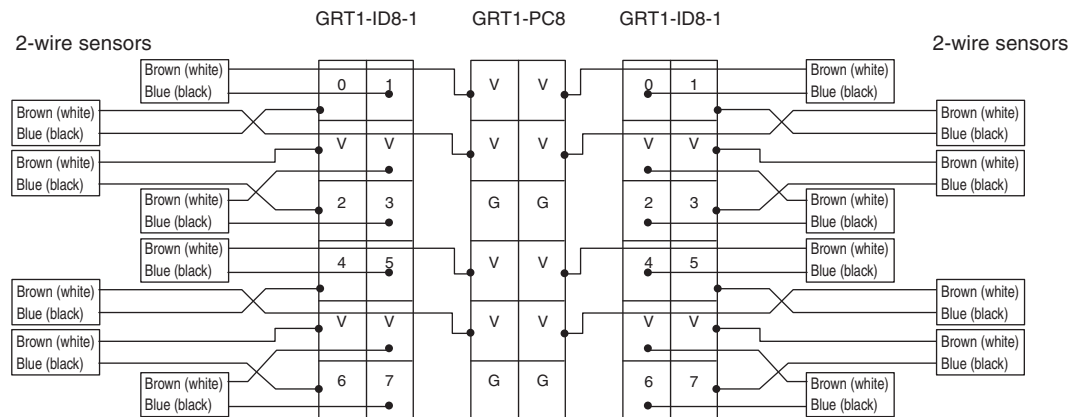 GRT1-ID8-1 GRT1-PC8 GRT1-ID8-1
2-wire sensors 2-wire sensors
Brown (white) 0 1 V V 0 1 Brown (white)
Blue (black) Blue (black)
Brown (white) Brown (white)
Blue (black) V V V V V V Blue (black)
Brown (white) Brown (white)
Blue (black) Blue (black)
Brown (white) 2 3 G G 2 3 Brown (white)
Blue (black) Blue (black)
Brown (white) 4 5 V V 4 5 Brown (white)
Blue (black) Blue (black)
Brown (white) Brown (white)
Blue (black) V V V V V V Blue (black)
Brown (white) Brown (white)
Blue (black) Blue (black)
Brown (white) 6 7 G G 6 7 Brown (white)
Blue (black) Blue (black)